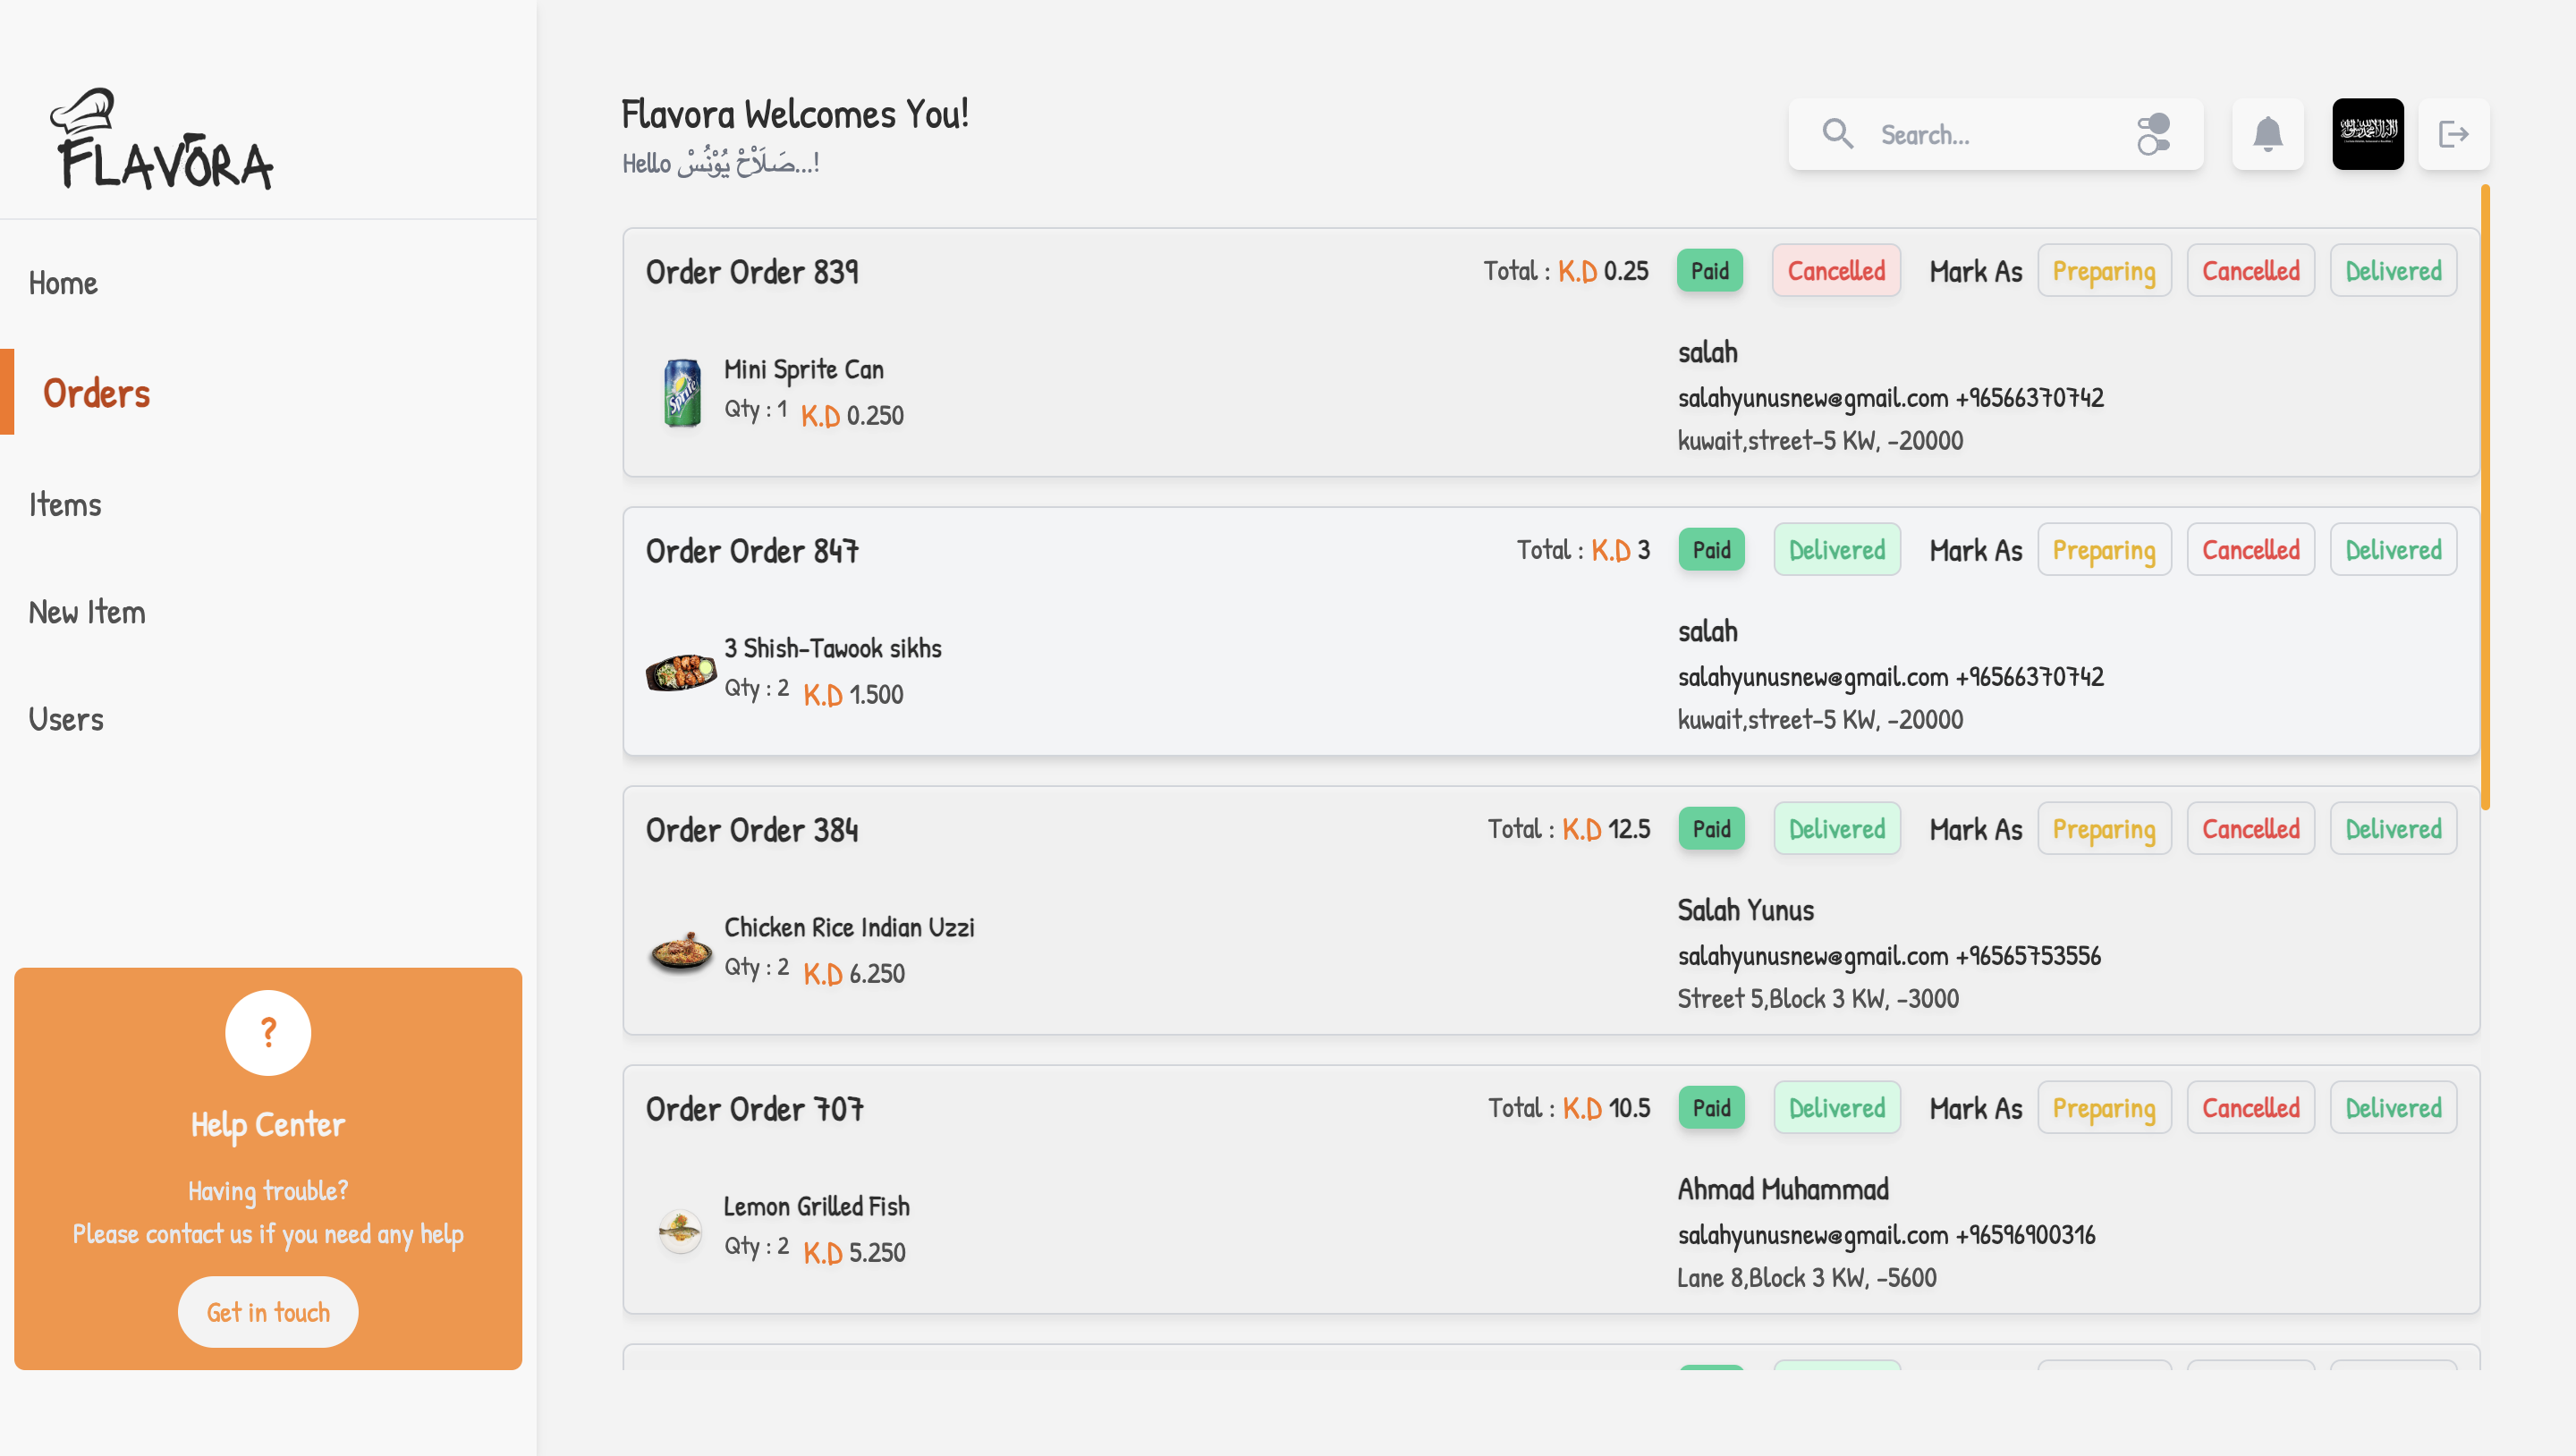 FLAVORA
Home
Orders
Items
New Item
Users
?
Help Center
Having trouble?
Please contact us if you need any help
Get in touch
Flavora Welcomes You!
Hello صَلَاْحْ يُوْنُسْ...!
Search...
Order Order 839
Total : K.D 0.25 Paid Cancelled Mark As Preparing Cancelled Delivered
Sprite
Mini Sprite Can
Qty : 1 K.D 0.250
salah
salahyunusnew@gmail.com +96566370742
kuwait,street-5 KW, -20000
Order Order 847
Total : K.D 3 Paid Delivered Mark As Preparing Cancelled Delivered
3 Shish-Tawook sikhs
Qty : 2 K.D 1.500
salah
salahyunusnew@gmail.com +96566370742
kuwait,street-5 KW, -20000
Order Order 384
Total : K.D 12.5 Paid Delivered Mark As Preparing Cancelled Delivered
Chicken Rice Indian Uzzi
Qty : 2 K.D 6.250
Salah Yunus
salahyunusnew@gmail.com +96565753556
Street 5,Block 3 KW, -3000
Order Order 707
Total : K.D 10.5 Paid Delivered Mark As Preparing Cancelled Delivered
Lemon Grilled Fish
Qty : 2 K.D 5.250
Ahmad Muhammad
salahyunusnew@gmail.com +96596900316
Lane 8,Block 3 KW, -5600